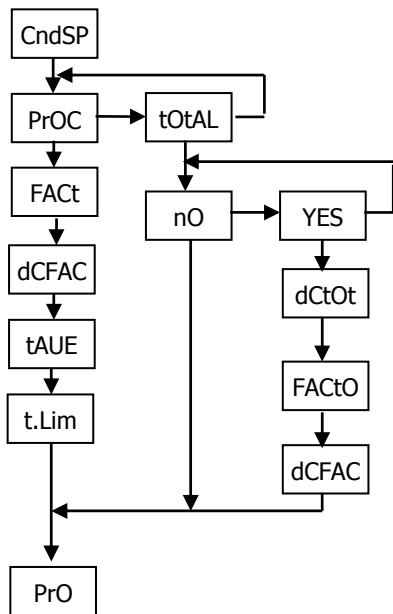 CndSP
PrOC
tOtAL
FACt
nO
YES
dCFAC
dCtOt
tAUE
FACtO
t.Lim
dCFAC
PrO